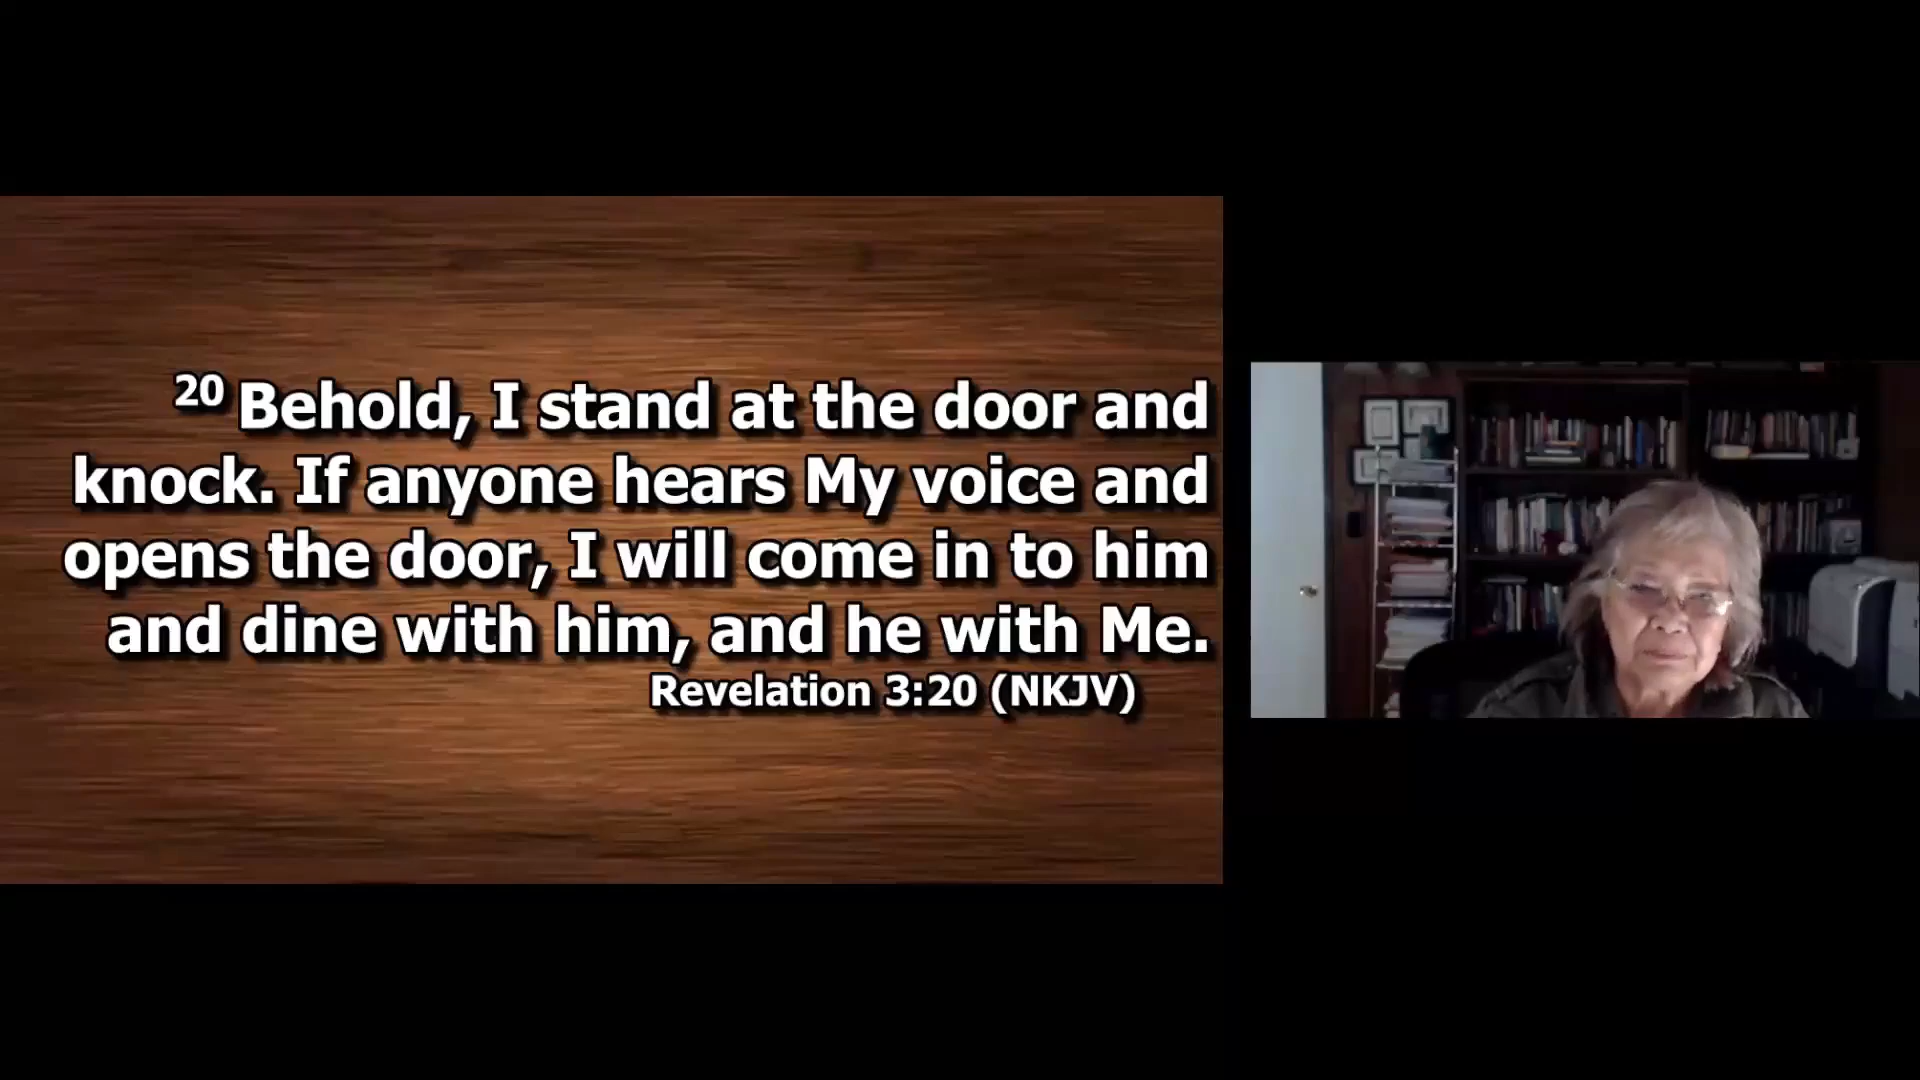 20 Behold, I stand at the door and
knock. If anyone hears My voice and
opens the door, I will come in to him
and dine with him, and he with Me.
Revelation 3:20 (NKJV)